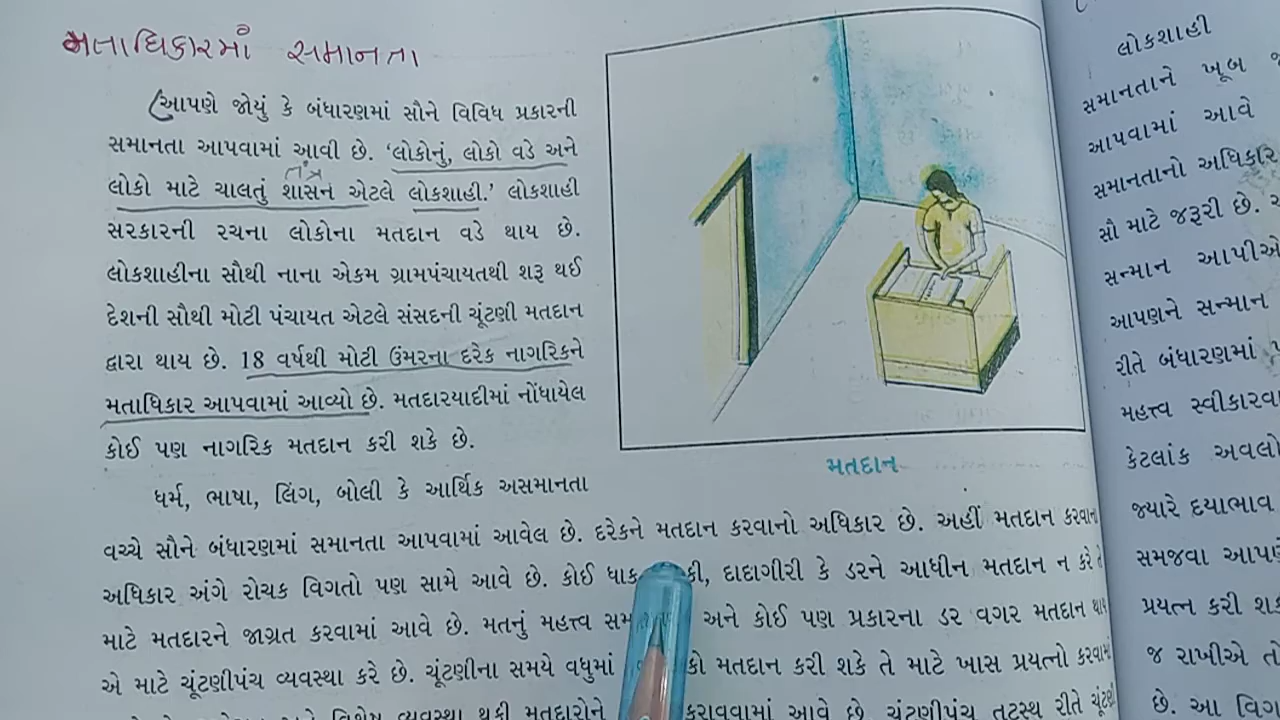 મતાધિકારમાં સમાનતા
આપણે જોયું કે બંધારણમાં સૌને વિવિધ પ્રકારની
સમાનતા આપવામાં આવી છે. ‘લોકોનું, લોકો વડે અને
તંત્ર
લોકો માટે ચાલતું શાસન એટલે લોકશાહી.’ લોકશાહી
સરકારની રચના લોકોના મતદાન વડે થાય છે.
લોકશાહીના સૌથી નાના એકમ ગ્રામપંચાયતથી શરૂ થઈ
દેશની સૌથી મોટી પંચાયત એટલે સંસદની ચૂંટણી મતદાન
દ્વારા થાય છે. 18 વર્ષથી મોટી ઉંમરના દરેક નાગરિકને
મતાધિકાર આપવામાં આવ્યો છે. મતદારયાદીમાં નોંધાયેલ
કોઈ પણ નાગરિક મતદાન કરી શકે છે.
મતદાન
ધર્મ, ભાષા, લિંગ, બોલી કે આર્થિક અસમાનતા
વચ્ચે સૌને બંધારણમાં સમાનતા આપવામાં આવેલ છે. દરેકને મતદાન કરવાનો અધિકાર છે. અહીં મતદાન કરવાના
અધિકાર અંગે રોચક વિગતો પણ સામે આવે છે. કોઈ દાદાગીરી કે ડરને આધીન મતદાન ન કરે તે
માટે મતદારને જાગ્રત કરવામાં આવે છે. મતનું મહત્ત્વ અને કોઈ પણ પ્રકારના ડર વગર મતદાન થાય
એ માટે ચૂંટણીપંચ વ્યવસ્થા કરે છે. ચૂંટણીના સમયે વધુમાં મતદાન કરી શકે તે માટે ખાસ પ્રયત્નો કરવામાં
વિશેષ વ્યવસ્થા થકી મતદારોને કરાવવામાં આવે છે. ચૂંટણીપંચ તટસ્થ રીતે ચૂંટણી
લોકશાહી
સમાનતાને ખૂબ જ
આપવામાં આવે
સમાનતાનો અધિકાર
સૌ માટે જરૂરી છે.
સન્માન આપીએ
આપણને સન્માન
રીતે બંધારણમાં
મહત્ત્વ સ્વીકારવા
કેટલાંક અવલો
જ્યારે દયાભાવ
સમજવા આપણે
પ્રયત્ન કરી શક
જ રાખીએ તો
છે. આ વિગ